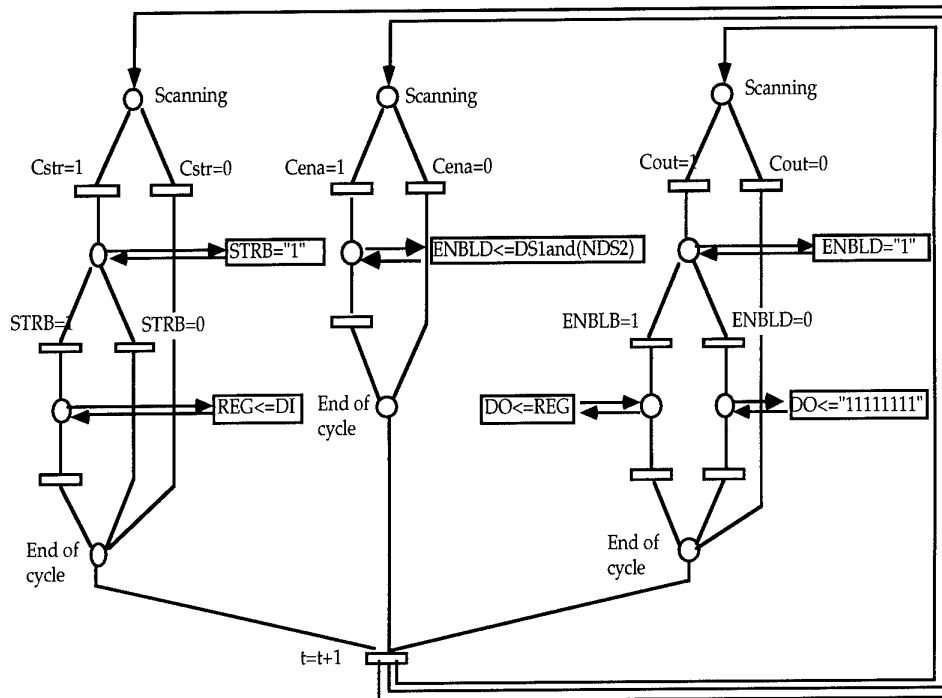 Scanning
Scanning
Scanning
Cstr=1
Cstr=0
Cena=1
Cena=0
Cout=1
Cout=0
STRB="1"
ENBLD<=DS1and(NDS2)
ENBLD="1"
STRB=1
STRB=0
ENBLB=1
ENBLD=0
REG<=DI
End of
cycle
DO<=REG
DO<="11111111"
End of
cycle
End of
cycle
t=t+1